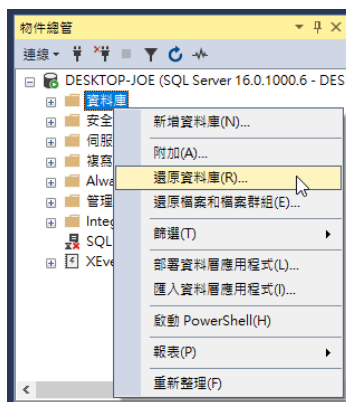 物件總管
連線
DESKTOP-JOE (SQL Server 16.0.1000.6 - DES
資料庫
安全
伺服
複寫
Alwa
管理
Integ
SQL
XEve
新增資料庫(N)...
附加(A)...
還原資料庫(R)...
還原檔案和檔案群組(E)...
篩選(T)
部署資料層應用程式(L)...
匯入資料層應用程式(I)...
啟動 PowerShell(H)
報表(P)
重新整理(F)